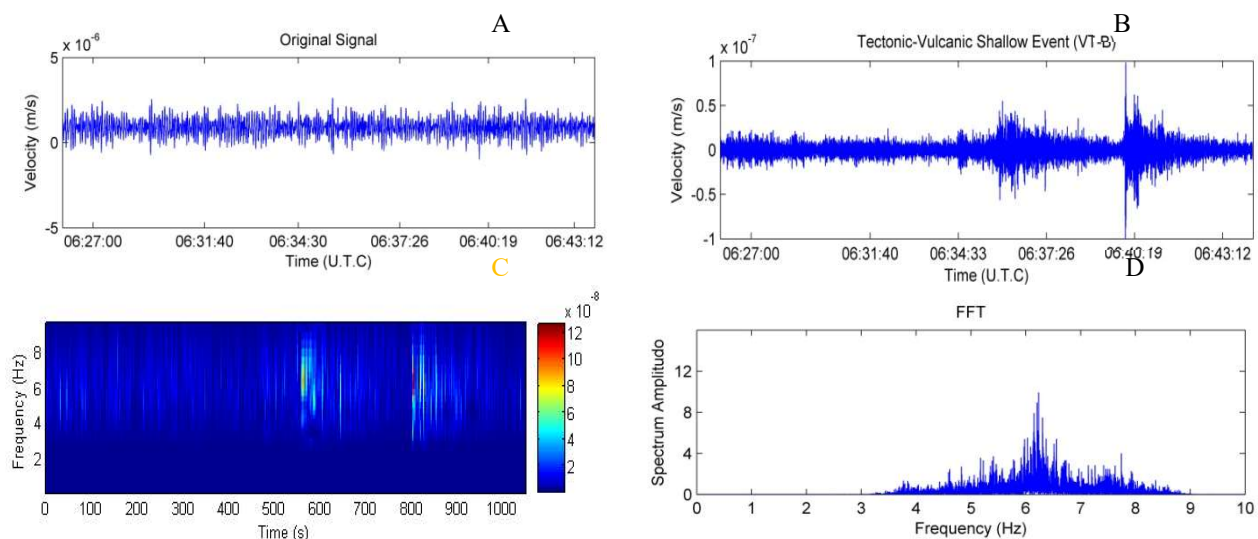 A
Original Signal
x 10⁻⁶
5
0
-5
Velocity (m/s)
06:27:00 06:31:40 06:34:30 06:37:26 06:40:19 06:43:12
Time (U.T.C)
B
Tectonic-Vulcanic Shallow Event (VT-B)
x 10⁻⁷
1
0.5
0
-0.5
-1
Velocity (m/s)
06:27:00 06:31:40 06:34:33 06:37:26 06:40:19 06:43:12
Time (U.T.C)
C
x 10⁻⁸
8
6
4
2
Frequency (Hz)
0 100 200 300 400 500 600 700 800 900 1000
Time (s)
12
10
8
6
4
2
D
FFT
12
8
4
0
Spectrum Amplitudo
0 1 2 3 4 5 6 7 8 9 10
Frequency (Hz)